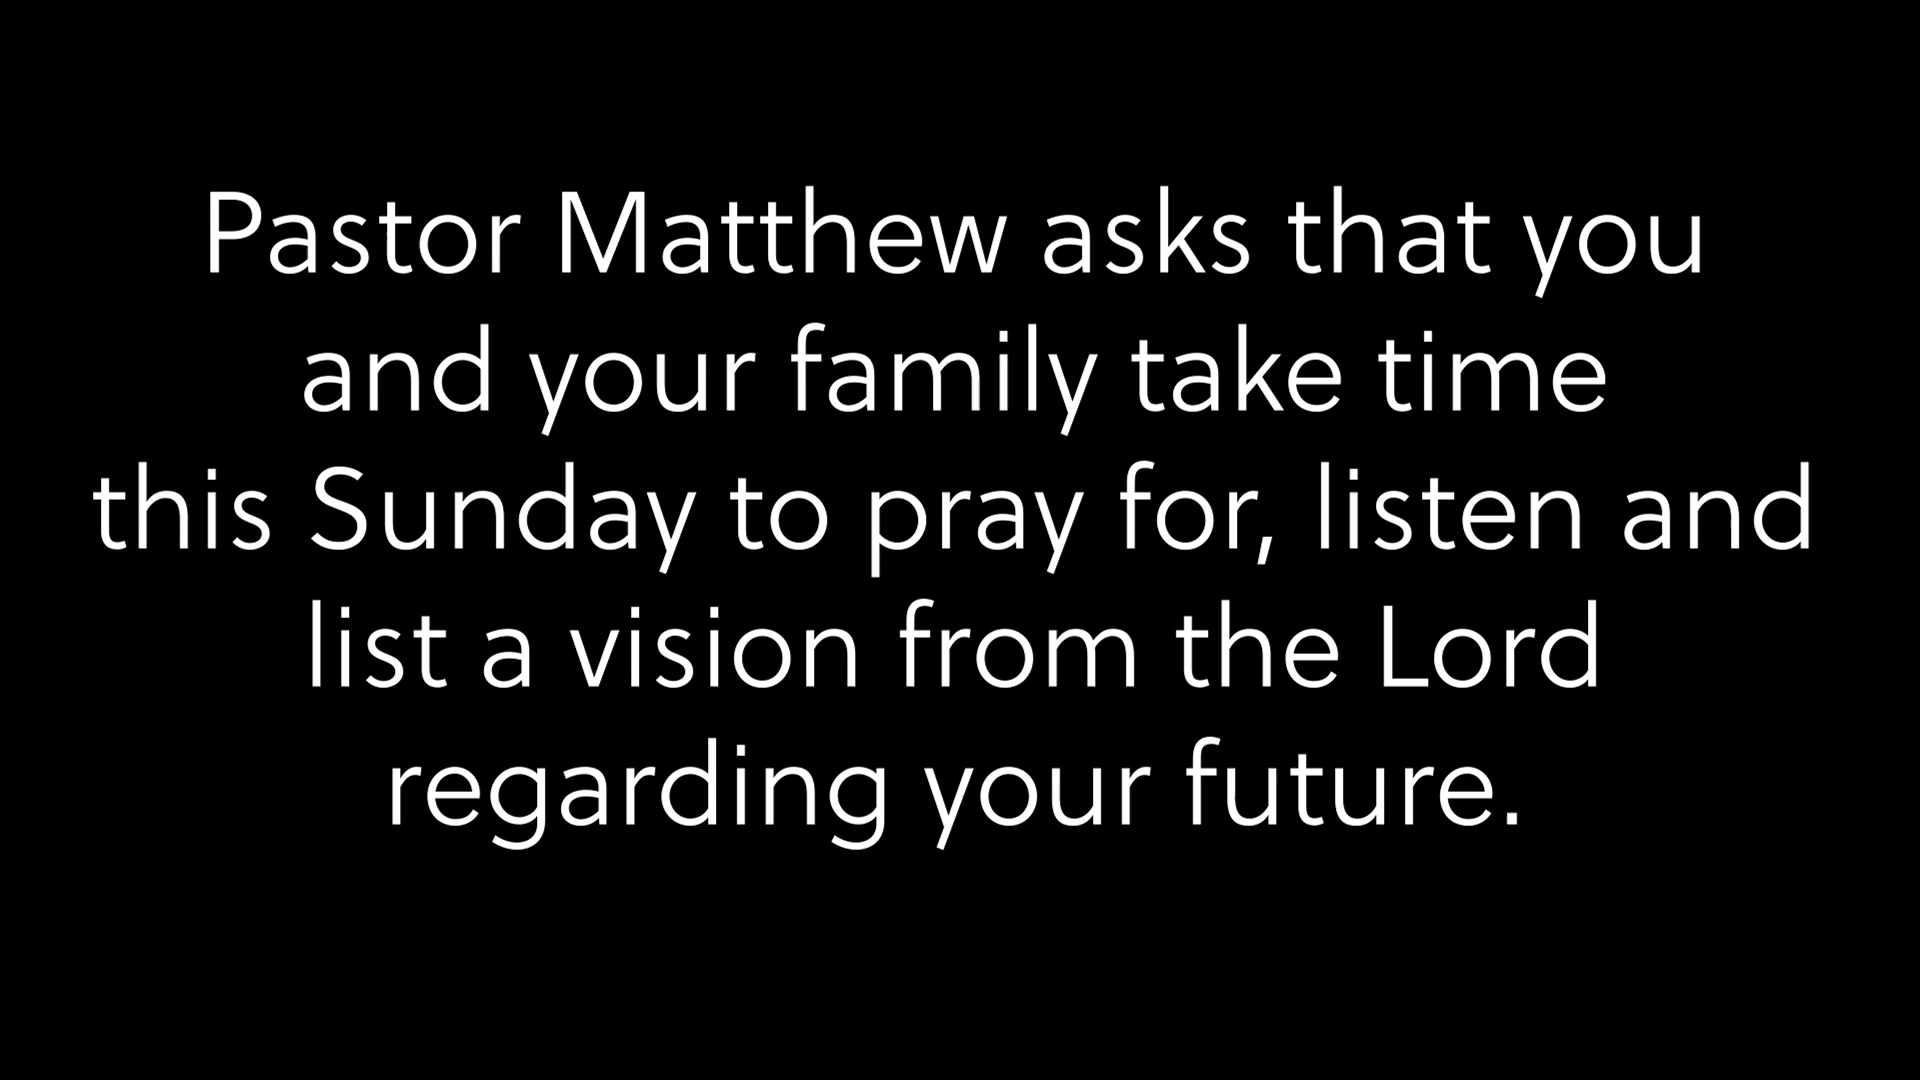 Pastor Matthew asks that you
and your family take time
this Sunday to pray for, listen and
list a vision from the Lord
regarding your future.